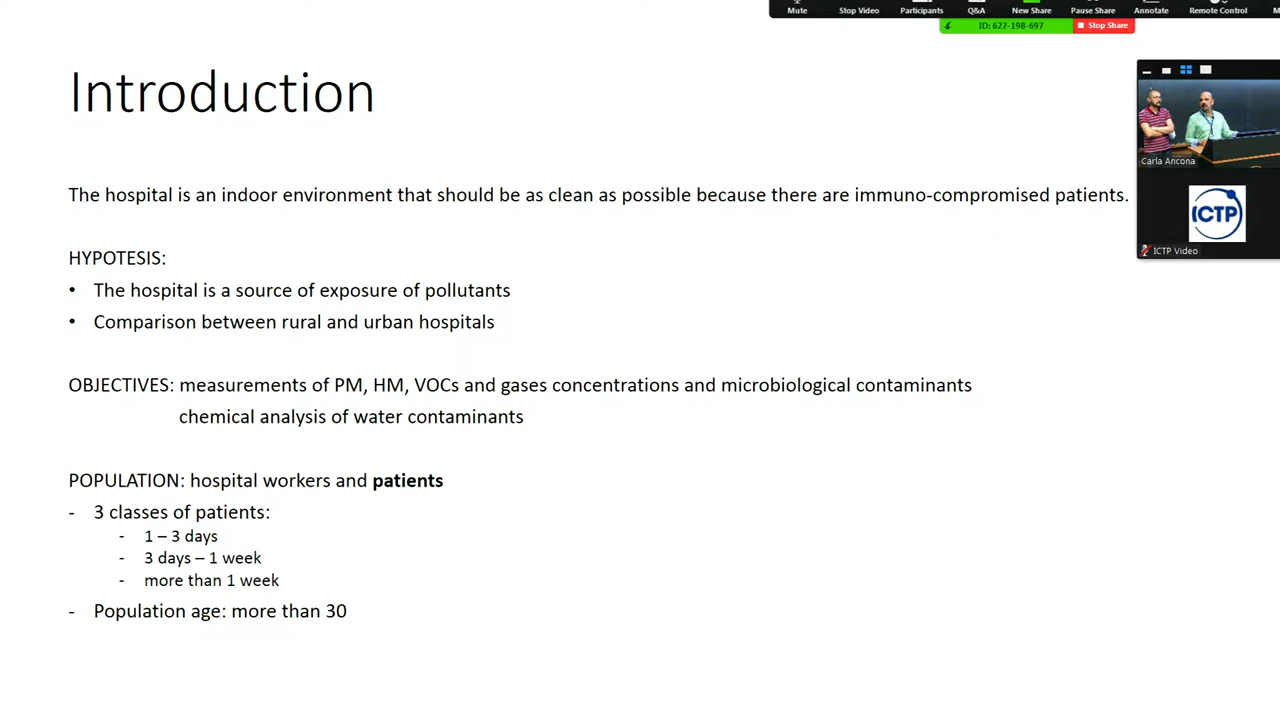 Mute Stop Video Participants Q&A New Share Pause Share Annotate Remote Control
ID: 627-198-697 Stop Share
Introduction
Carla Ancona
The hospital is an indoor environment that should be as clean as possible because there are immuno-compromised patients.
ICTP
ICTP Video
HYPOTESIS:
• The hospital is a source of exposure of pollutants
• Comparison between rural and urban hospitals
OBJECTIVES: measurements of PM, HM, VOCs and gases concentrations and microbiological contaminants
chemical analysis of water contaminants
POPULATION: hospital workers and patients
- 3 classes of patients:
- 1 – 3 days
- 3 days – 1 week
- more than 1 week
- Population age: more than 30